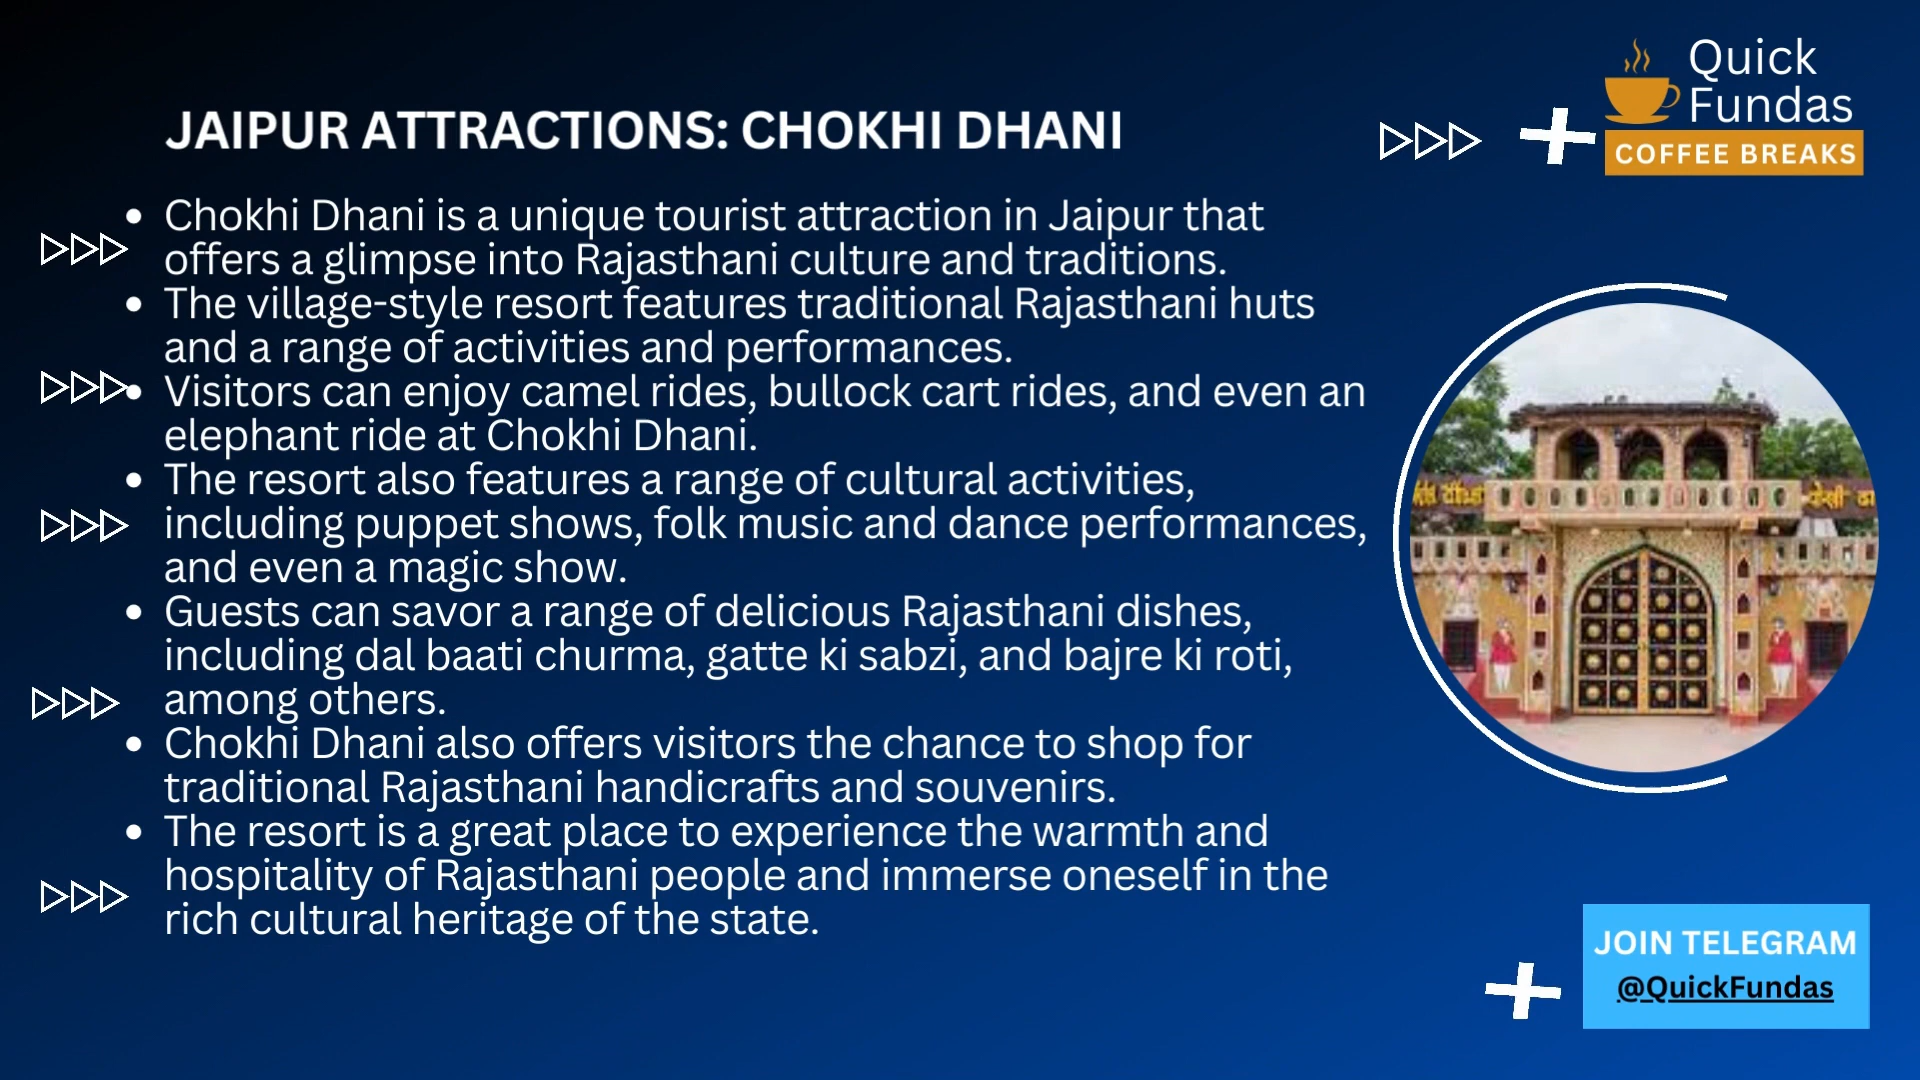 JAIPUR ATTRACTIONS: CHOKHI DHANI
Quick
Fundas
COFFEE BREAKS
• Chokhi Dhani is a unique tourist attraction in Jaipur that
offers a glimpse into Rajasthani culture and traditions.
• The village-style resort features traditional Rajasthani huts
and a range of activities and performances.
• Visitors can enjoy camel rides, bullock cart rides, and even an
elephant ride at Chokhi Dhani.
• The resort also features a range of cultural activities,
including puppet shows, folk music and dance performances,
and even a magic show.
• Guests can savor a range of delicious Rajasthani dishes,
including dal baati churma, gatte ki sabzi, and bajre ki roti,
among others.
• Chokhi Dhani also offers visitors the chance to shop for
traditional Rajasthani handicrafts and souvenirs.
• The resort is a great place to experience the warmth and
hospitality of Rajasthani people and immerse oneself in the
rich cultural heritage of the state.
JOIN TELEGRAM
@QuickFundas